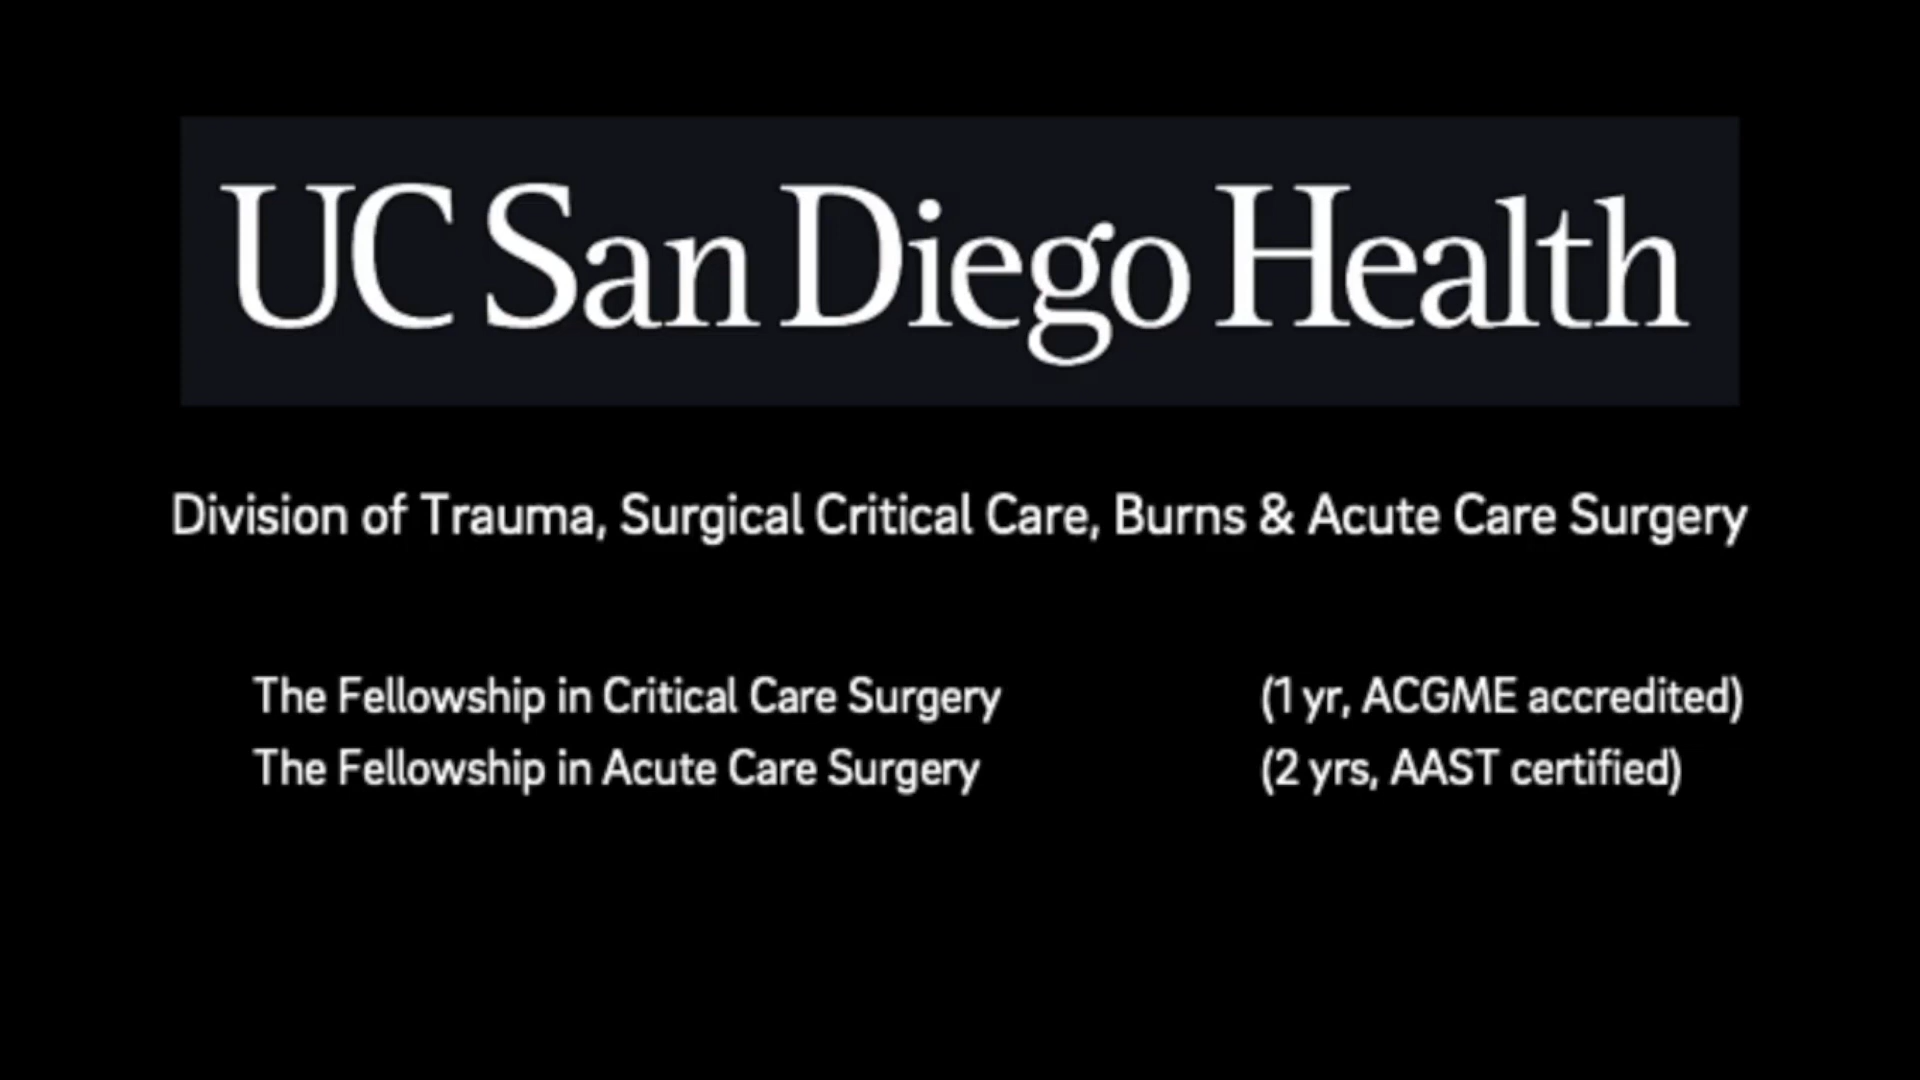 UC San Diego Health
Division of Trauma, Surgical Critical Care, Burns & Acute Care Surgery
The Fellowship in Critical Care Surgery (1 yr, ACGME accredited)
The Fellowship in Acute Care Surgery (2 yrs, AAST certified)